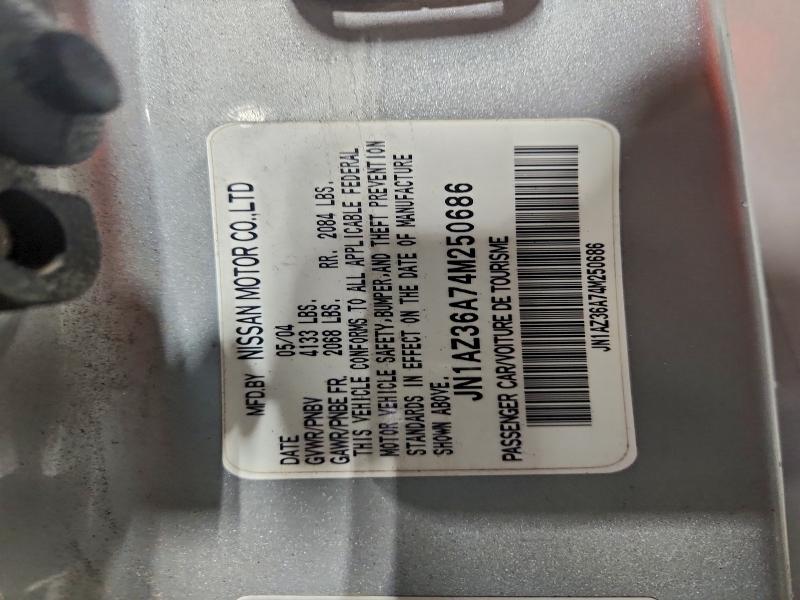 MFD.BY NISSAN MOTOR CO.,LTD
DATE 05/04
GVWR/PNBV 4133 LBS.
GAWR/PNBE FR. 2068 LBS. RR. 2084 LBS.
THIS VEHICLE CONFORMS TO ALL APPLICABLE FEDERAL
MOTOR VEHICLE SAFETY,BUMPER,AND THEFT PREVENTION
STANDARDS IN EFFECT ON THE DATE OF MANUFACTURE
SHOWN ABOVE.
JN1AZ36A74M250686
PASSENGER CAR/VOITURE DE TOURISME
JN1AZ36A74M250686